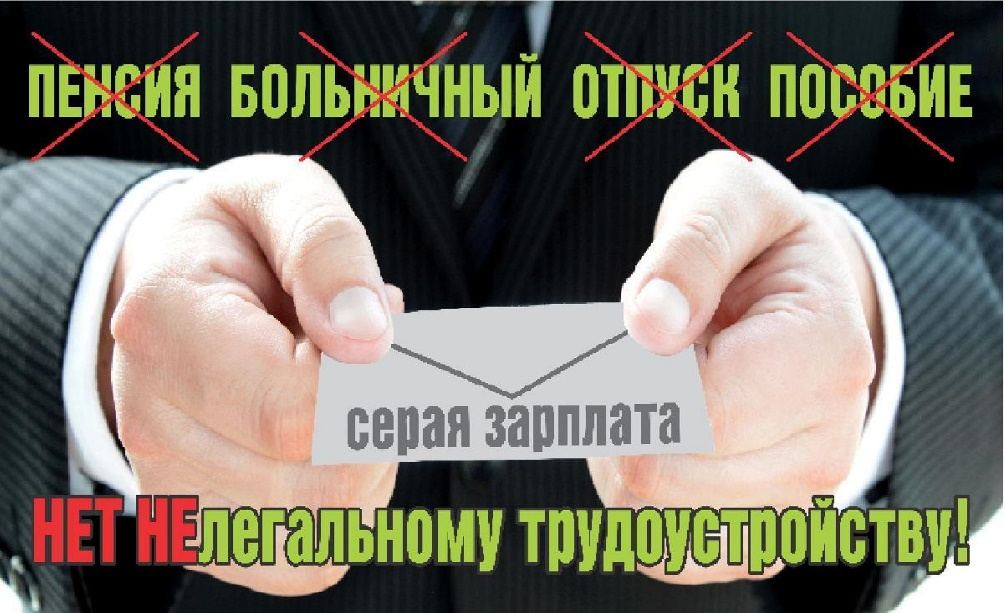 ПЕНСИЯ БОЛЬНИЧНЫЙ ОТПУСК ПОСОБИЕ
серая зарплата
НЕТ НЕлегальному трудоустройству!